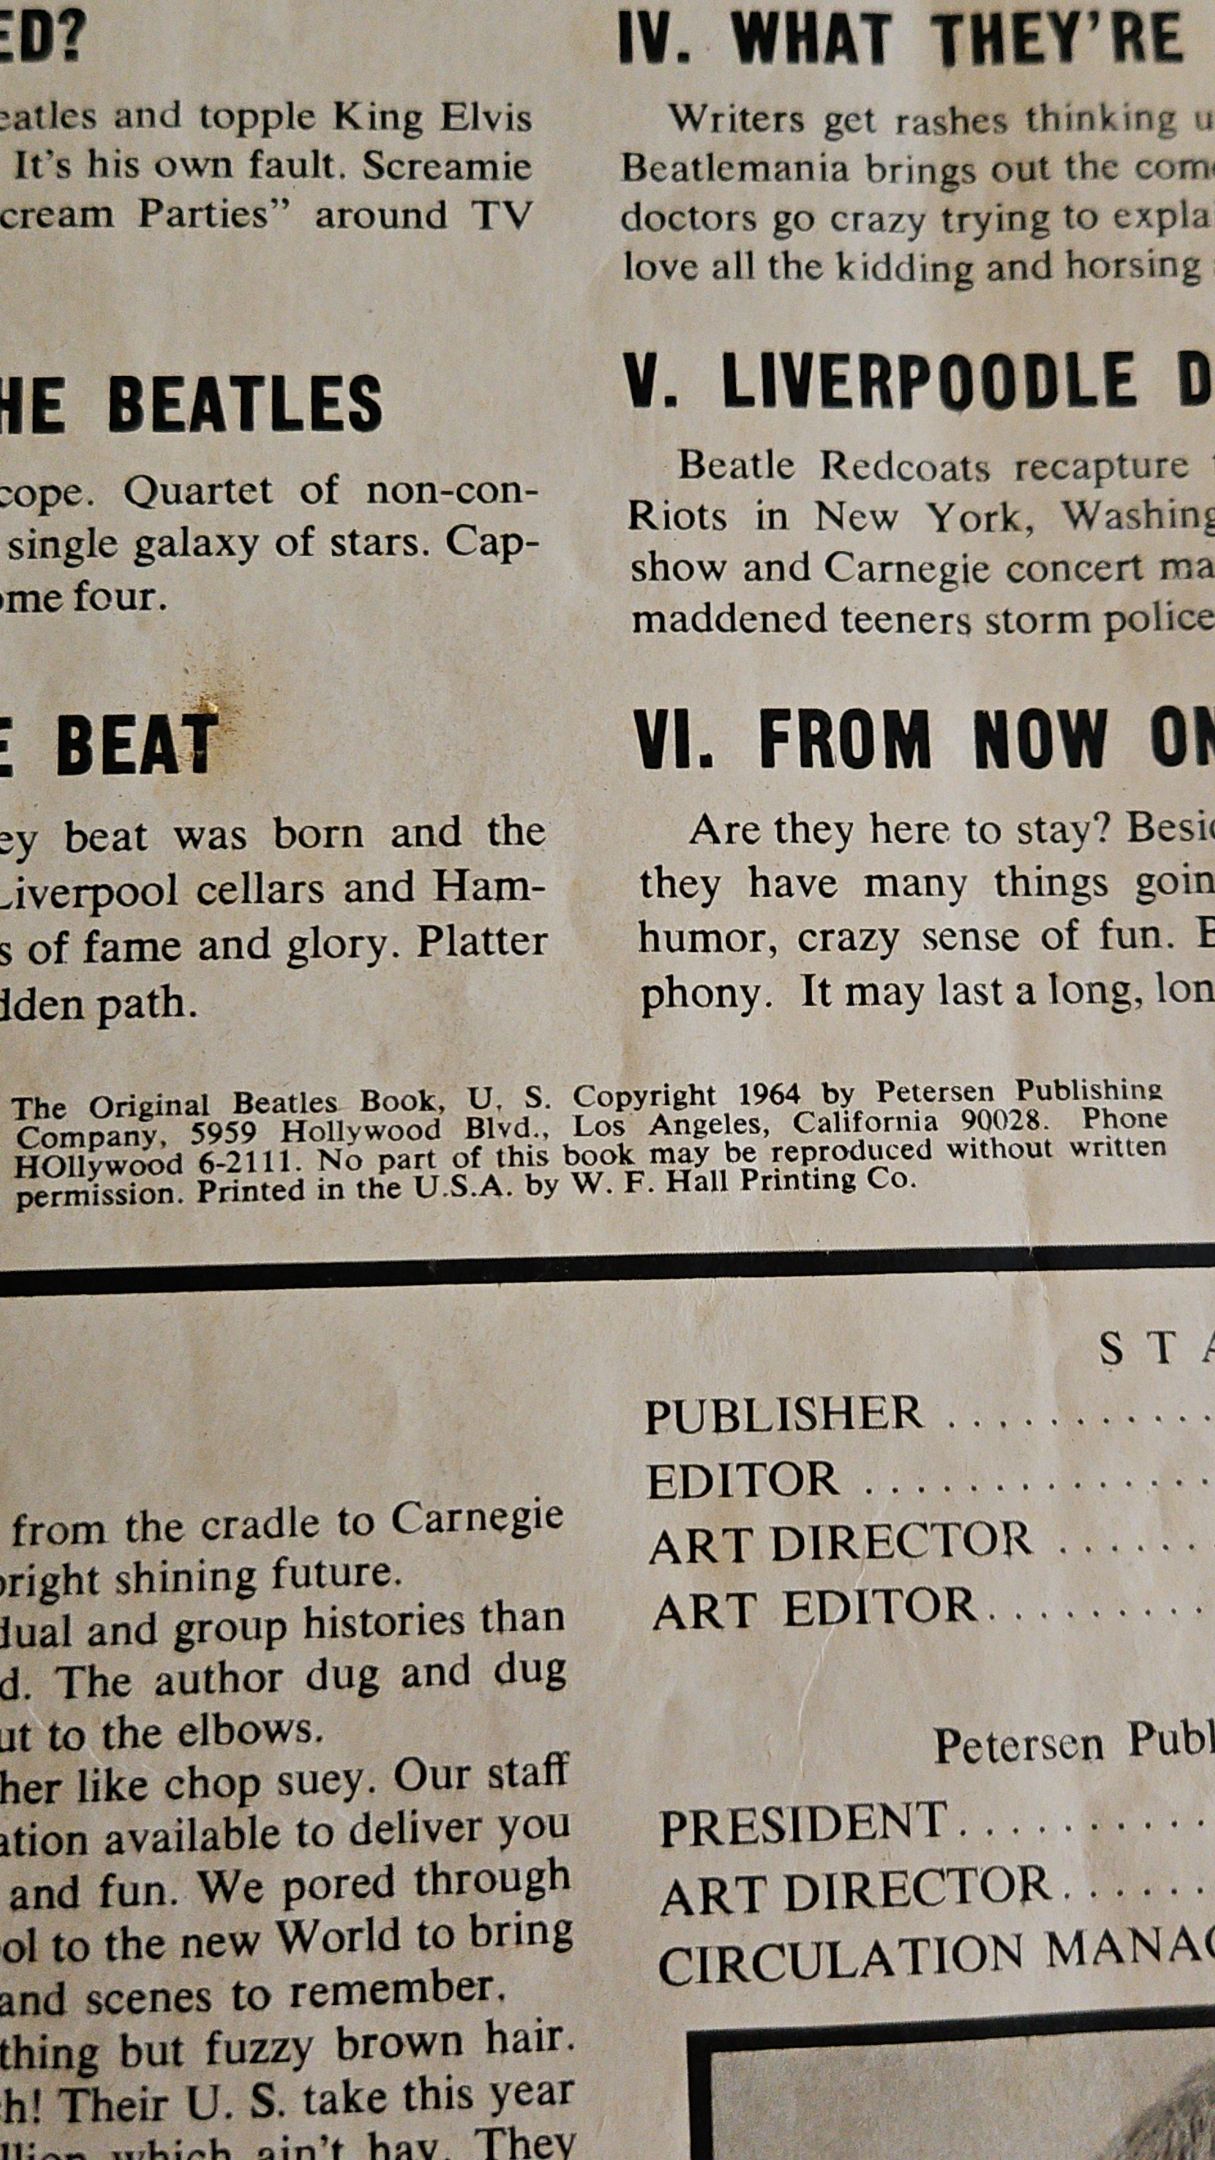 ED?
eatles and topple King Elvis
It's his own fault. Screamie
cream Parties" around TV
HE BEATLES
cope. Quartet of non-con-
single galaxy of stars. Cap-
ome four.
E BEAT
ey beat was born and the
Liverpool cellars and Ham-
s of fame and glory. Platter
dden path.
IV. WHAT THEY'RE
Writers get rashes thinking u
Beatlemania brings out the com
doctors go crazy trying to expla
love all the kidding and horsing
V. LIVERPOODLE D
Beatle Redcoats recapture
Riots in New York, Washing
show and Carnegie concert ma
maddened teeners storm police
VI. FROM NOW ON
Are they here to stay? Besi
they have many things goin
humor, crazy sense of fun. B
phony. It may last a long, lon
The Original Beatles Book, U. S. Copyright 1964 by Petersen Publishing
Company, 5959 Hollywood Blvd., Los Angeles, California 90028. Phone
HOllywood 6-2111. No part of this book may be reproduced without written
permission. Printed in the U.S.A. by W. F. Hall Printing Co.
from the cradle to Carnegie
bright shining future.
dual and group histories than
d. The author dug and dug
ut to the elbows.
her like chop suey. Our staff
ation available to deliver you
and fun. We pored through
ol to the new World to bring
and scenes to remember.
thing but fuzzy brown hair.
h! Their U. S. take this year
llion which ain't hay. They
S T A
PUBLISHER . . . . . . . . . . .
EDITOR . . . . . . . . . . . . . .
ART DIRECTOR . . . . . .
ART EDITOR. . . . . . . . .
Petersen Publ
PRESIDENT. . . . . . . . . .
ART DIRECTOR. . . . . .
CIRCULATION MANAG